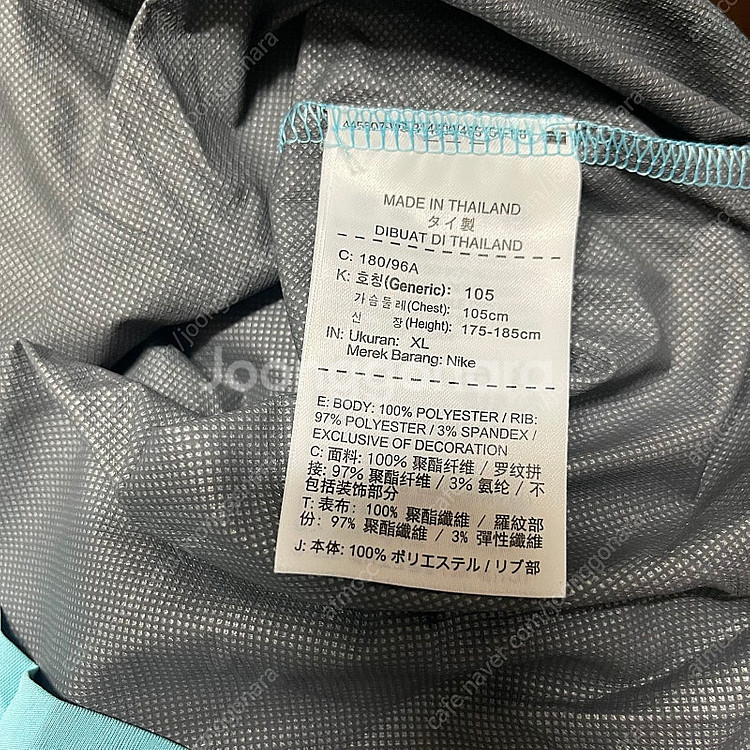 MADE IN THAILAND
タイ製
DIBUAT DI THAILAND
C: 180/96A
K: 호칭(Generic): 105
가슴둘레(Chest): 105cm
신 장(Height): 175-185cm
IN: Ukuran: XL
Merek Barang: Nike
E: BODY: 100% POLYESTER / RIB:
97% POLYESTER / 3% SPANDEX /
EXCLUSIVE OF DECORATION
C: 面料: 100% 聚酯纤维 / 罗纹拼
接: 97% 聚酯纤维 / 3% 氨纶 / 不
包括装饰部分
T: 表布: 100% 聚酯纖維 / 羅紋部
份: 97% 聚酯纖維 / 3% 彈性纖維
J: 本体: 100% ポリエステル / リブ部
Joonggonara